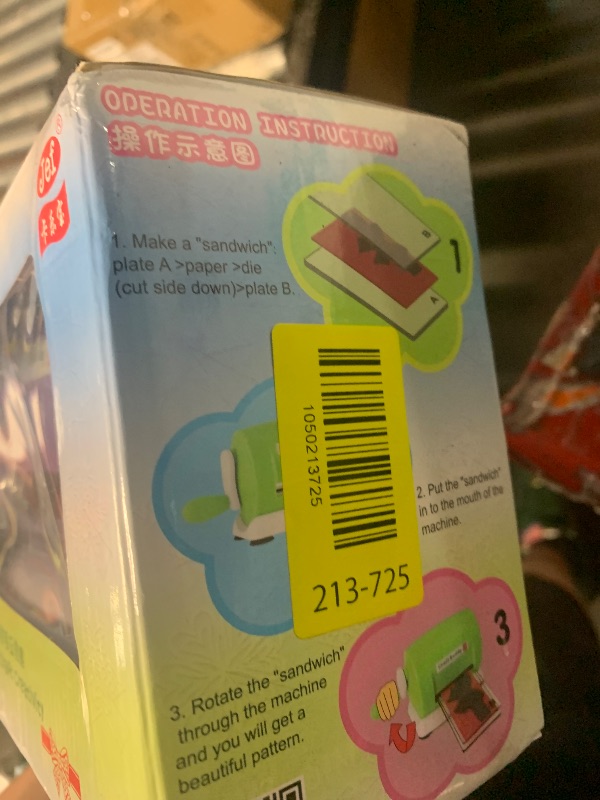 OPERATION INSTRUCTION
操作示意图
1. Make a "sandwich":
plate A >paper >die
(cut side down)>plate B.
B
A
1
1050213725
213-725
2. Put the "sandwich"
in to the mouth of the
machine.
3. Rotate the "sandwich"
through the machine
and you will get a
beautiful pattern.
3